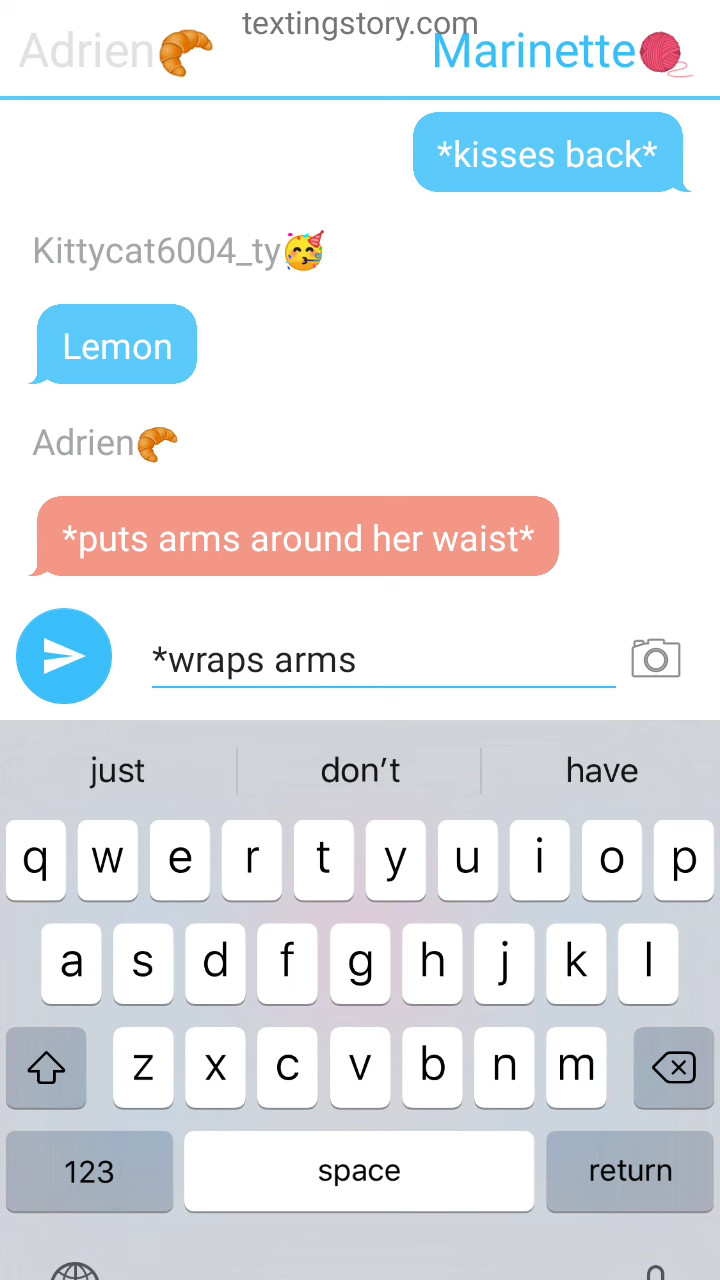 textingstory.com
Adrien🥐 Marinette🧶
*kisses back*
Kittycat6004_ty🥳
Lemon
Adrien🥐
*puts arms around her waist*
*wraps arms
just don't have
q w e r t y u i o p
a s d f g h j k l
z x c v b n m
123 space return